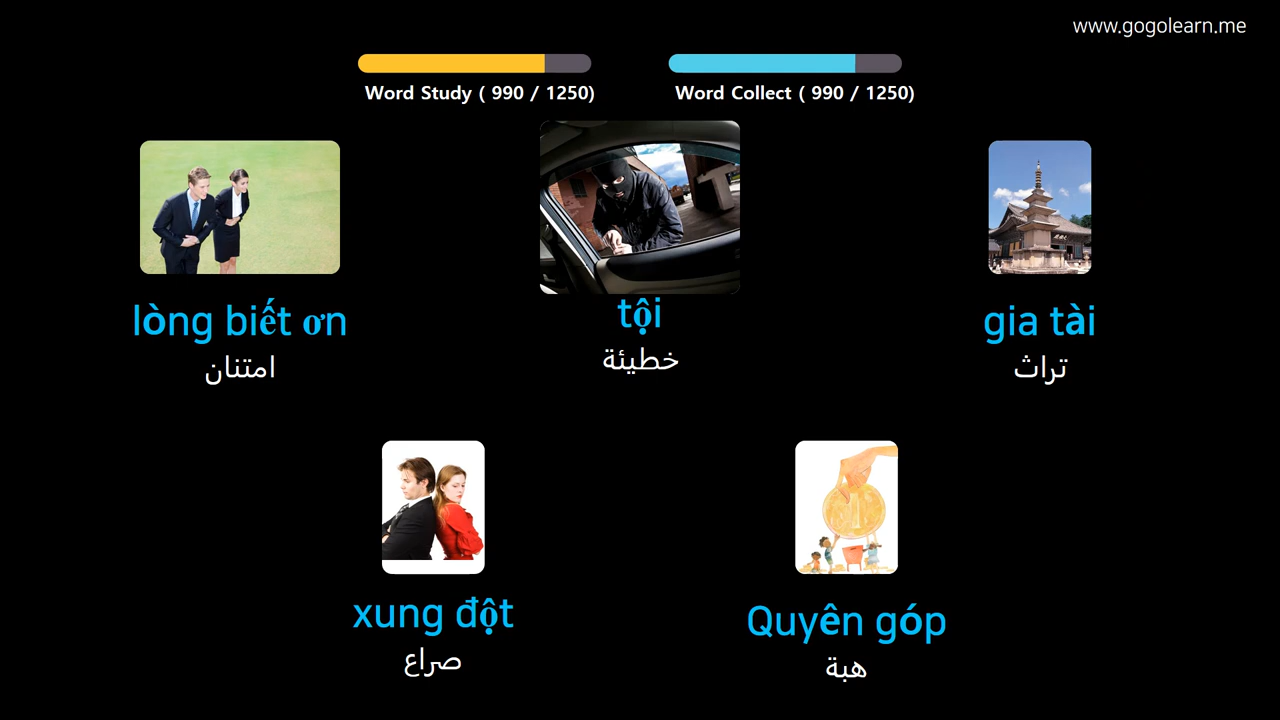 www.gogolearn.me
Word Study ( 990 / 1250)
Word Collect ( 990 / 1250)
lòng biết ơn
امتنان
tội
خطيئة
gia tài
تراث
xung đột
صراع
Quyên góp
هبة